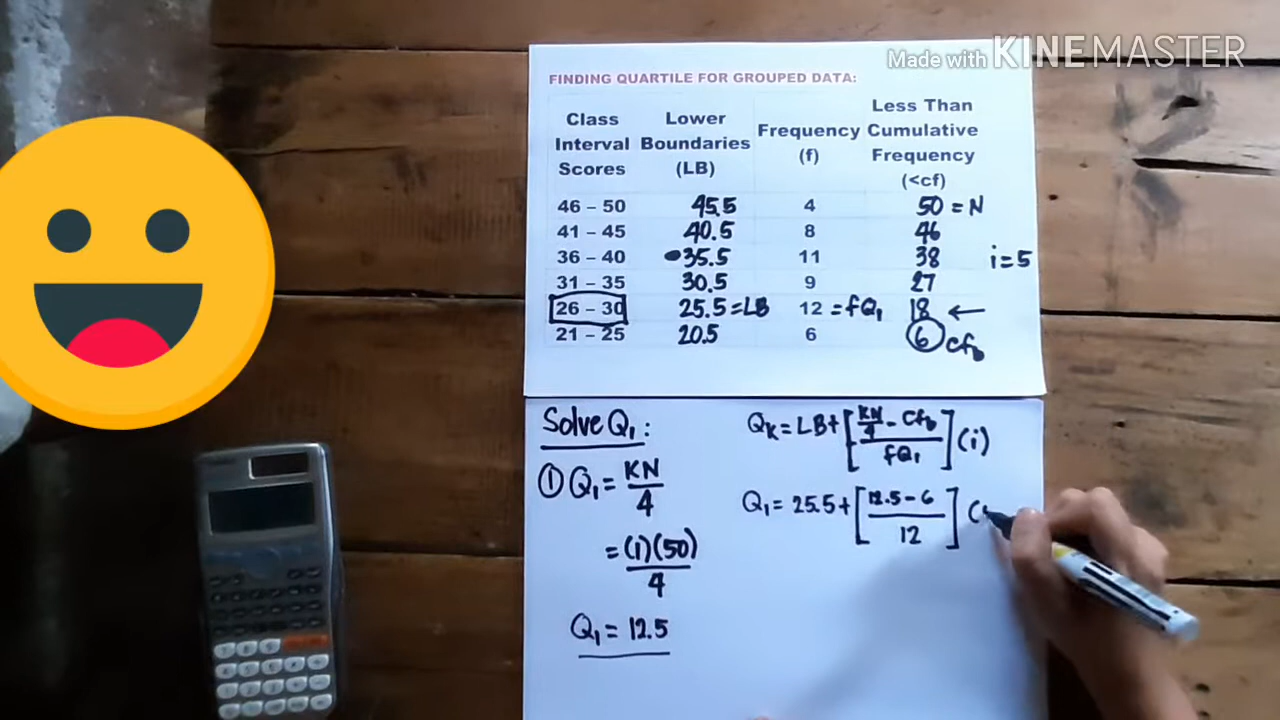 Made with KINEMASTER
FINDING QUARTILE FOR GROUPED DATA:
Class Interval Scores Lower Boundaries (LB) Frequency (f) Less Than Cumulative Frequency (<cf)
46 – 50 45.5 4 50 = N
41 – 45 40.5 8 46
36 – 40 35.5 11 38 i = 5
31 – 35 30.5 9 27
26 – 30 25.5 = LB 12 = fQ₁ 18 ←
21 – 25 20.5 6 6 cfb
Solve Q₁:
① Q₁ = KN/4
= (1)(50)/4
Q₁ = 12.5
QK = LB + [(KN/4 - Cfb)/fQ₁] (i)
Q₁ = 25.5 + [(12.5 - 6)/12] (